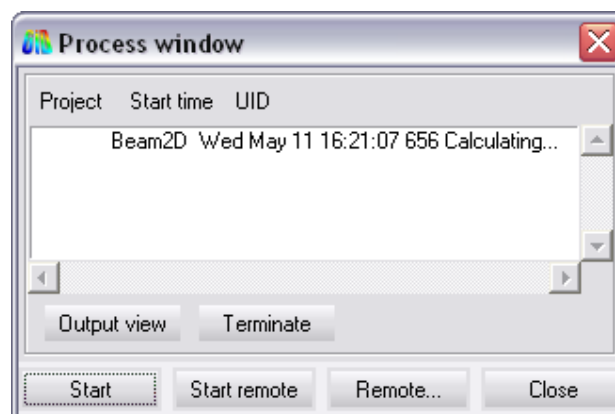 Process window
Project Start time UID
Beam2D Wed May 11 16:21:07 656 Calculating...
Output view Terminate
Start Start remote Remote... Close